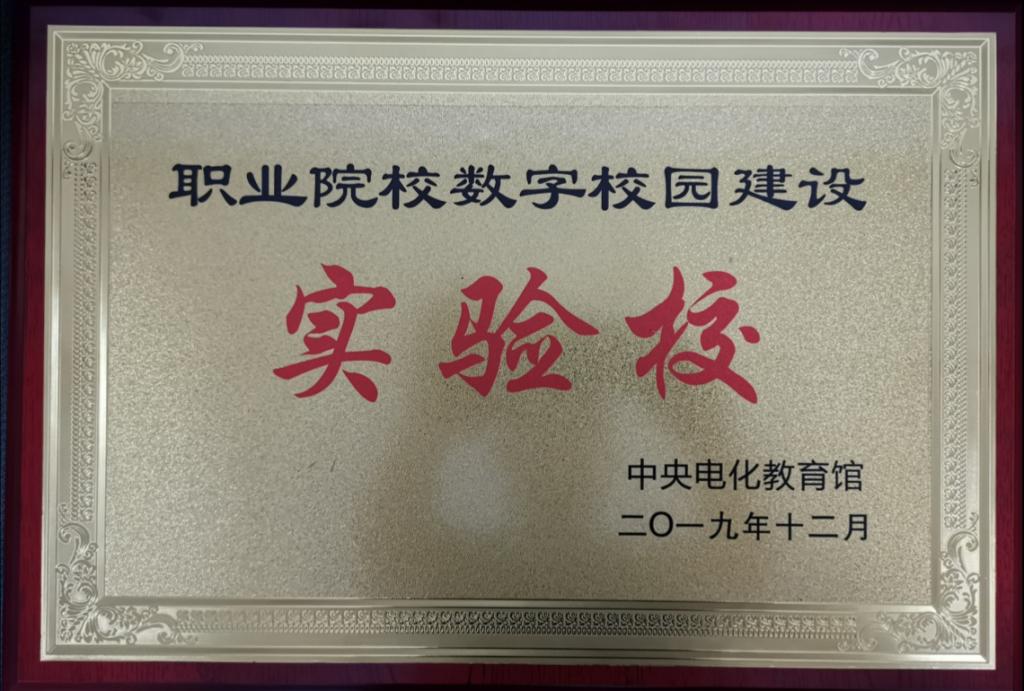 职业院校数字校园建设
实验校
中央电化教育馆
二〇一九年十二月